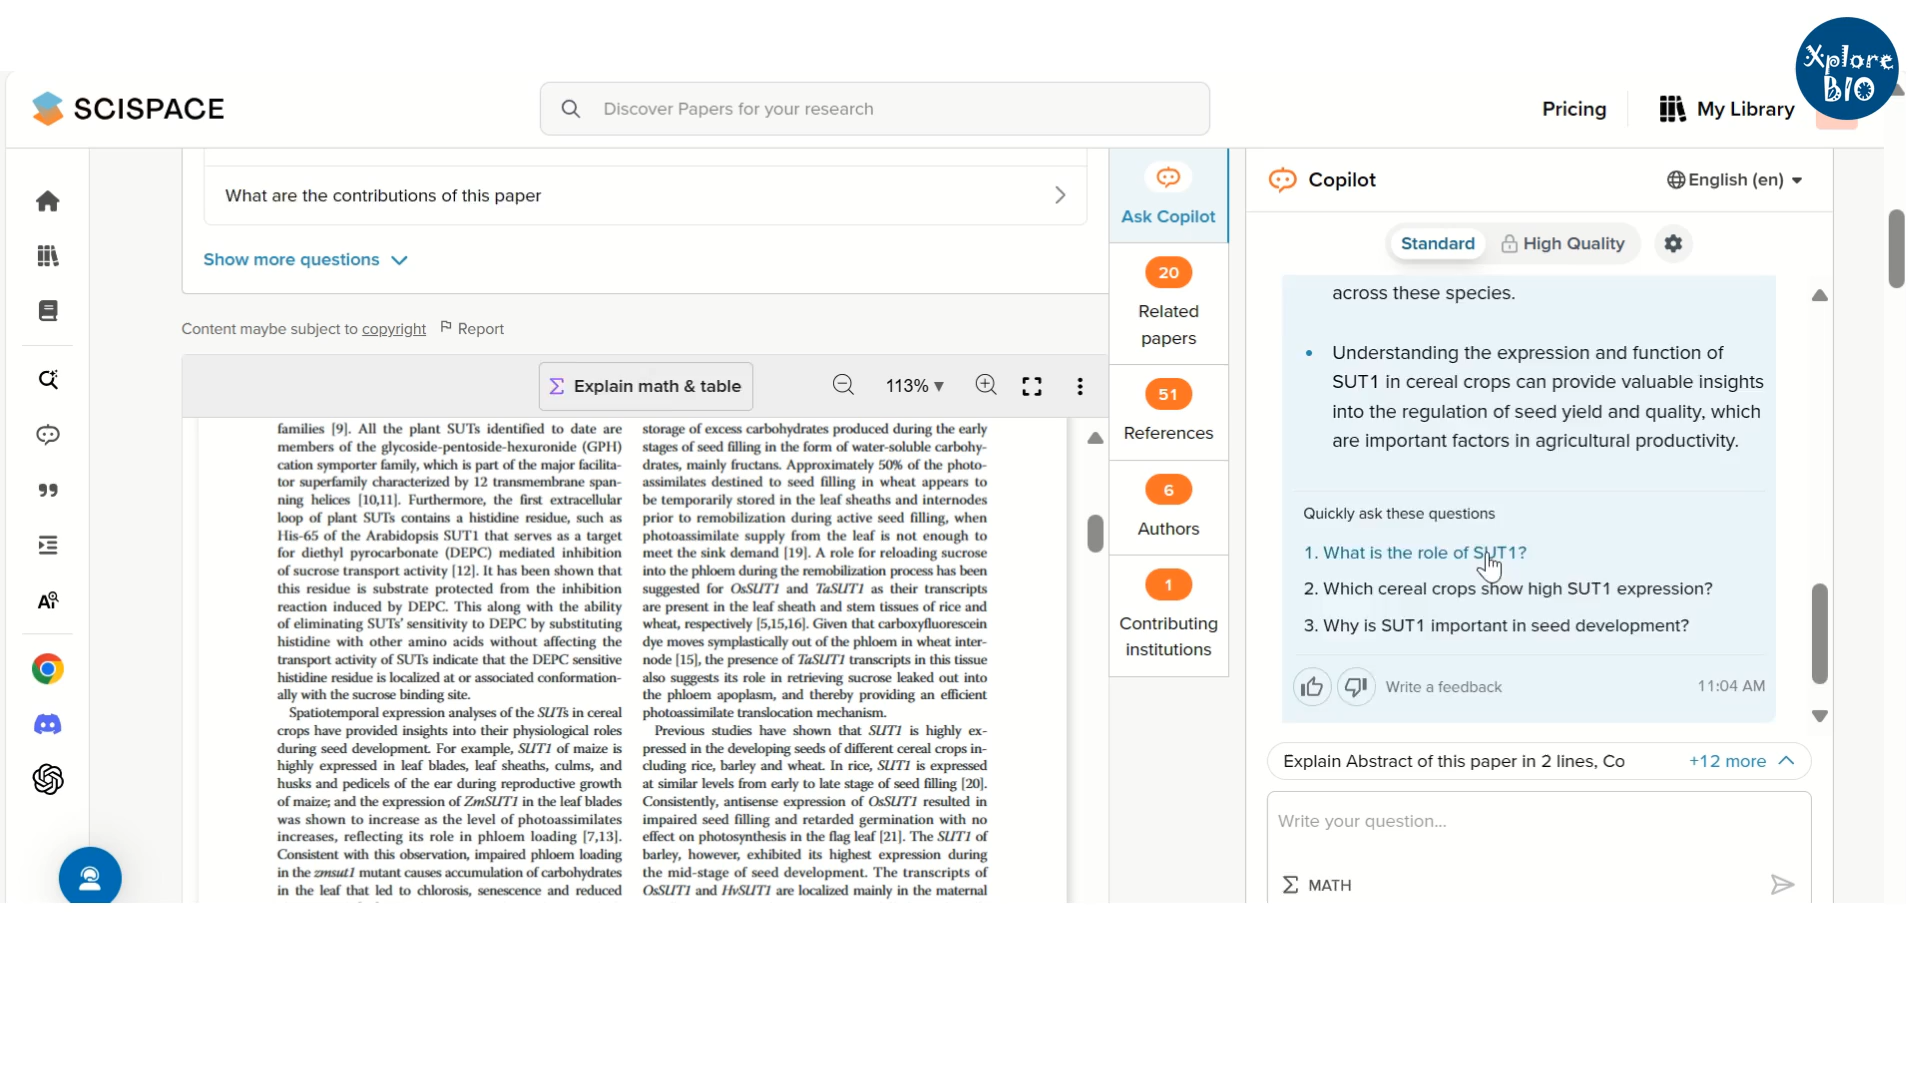 Xplore
BIO
SCISPACE
Discover Papers for your research
Pricing
My Library
What are the contributions of this paper
Show more questions
Content maybe subject to copyright
Report
Explain math & table
113%
families [9]. All the plant SUTs identified to date are
members of the glycoside-pentoside-hexuronide (GPH)
cation symporter family, which is part of the major facilita-
tor superfamily characterized by 12 transmembrane span-
ning helices [10,11]. Furthermore, the first extracellular
loop of plant SUTs contains a histidine residue, such as
His-65 of the Arabidopsis SUT1 that serves as a target
for diethyl pyrocarbonate (DEPC) mediated inhibition
of sucrose transport activity [12]. It has been shown that
this residue is substrate protected from the inhibition
reaction induced by DEPC. This along with the ability
of eliminating SUTs' sensitivity to DEPC by substituting
histidine with other amino acids without affecting the
transport activity of SUTs indicate that the DEPC sensitive
histidine residue is localized at or associated conformation-
ally with the sucrose binding site.
Spatiotemporal expression analyses of the SUTs in cereal
crops have provided insights into their physiological roles
during seed development. For example, SUT1 of maize is
highly expressed in leaf blades, leaf sheaths, culms, and
husks and pedicels of the ear during reproductive growth
of maize; and the expression of ZmSUT1 in the leaf blades
was shown to increase as the level of photoassimilates
increases, reflecting its role in phloem loading [7,13].
Consistent with this observation, impaired phloem loading
in the zmsut1 mutant causes accumulation of carbohydrates
in the leaf that led to chlorosis, senescence and reduced
storage of excess carbohydrates produced during the early
stages of seed filling in the form of water-soluble carbohy-
drates, mainly fructans. Approximately 50% of the photo-
assimilates destined to seed filling in wheat appears to
be temporarily stored in the leaf sheaths and internodes
prior to remobilization during active seed filling, when
photoassimilate supply from the leaf is not enough to
meet the sink demand [19]. A role for reloading sucrose
into the phloem during the remobilization process has been
suggested for OsSUT1 and TaSUT1 as their transcripts
are present in the leaf sheath and stem tissues of rice and
wheat, respectively [5,15,16]. Given that carboxyfluorescein
dye moves symplastically out of the phloem in wheat inter-
node [15], the presence of TaSUT1 transcripts in this tissue
also suggests its role in retrieving sucrose leaked out into
the phloem apoplasm, and thereby providing an efficient
photoassimilate translocation mechanism.
Previous studies have shown that SUT1 is highly ex-
pressed in the developing seeds of different cereal crops in-
cluding rice, barley and wheat. In rice, SUT1 is expressed
at similar levels from early to late stage of seed filling [20].
Consistently, antisense expression of OsSUT1 resulted in
impaired seed filling and retarded germination with no
effect on photosynthesis in the flag leaf [21]. The SUT1 of
barley, however, exhibited its highest expression during
the mid-stage of seed development. The transcripts of
OsSUT1 and HvSUT1 are localized mainly in the maternal
Ask Copilot
20
Related
papers
51
References
6
Authors
1
Contributing
institutions
Copilot
English (en)
Standard
High Quality
across these species.
• Understanding the expression and function of
SUT1 in cereal crops can provide valuable insights
into the regulation of seed yield and quality, which
are important factors in agricultural productivity.
Quickly ask these questions
1. What is the role of SUT1?
2. Which cereal crops show high SUT1 expression?
3. Why is SUT1 important in seed development?
Write a feedback
11:04 AM
Explain Abstract of this paper in 2 lines, Co
+12 more
Write your question...
Σ MATH